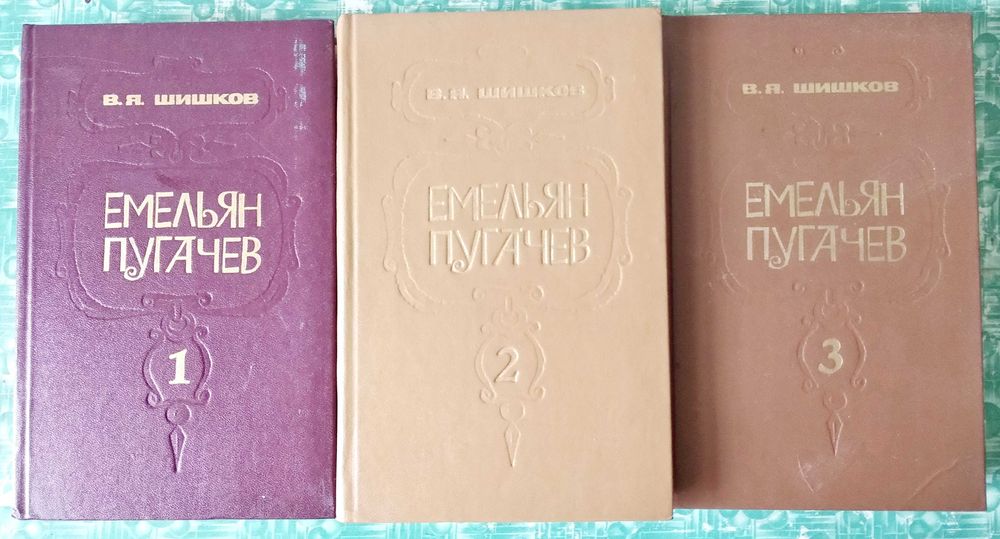 В. Я. ШИШКОВ
ЕМЕЛЬЯН
ПУГАЧЕВ
1
В. Я. ШИШКОВ
ЕМЕЛЬЯН
ПУГАЧЕВ
2
В. Я. ШИШКОВ
ЕМЕЛЬЯН
ПУГАЧЕВ
3